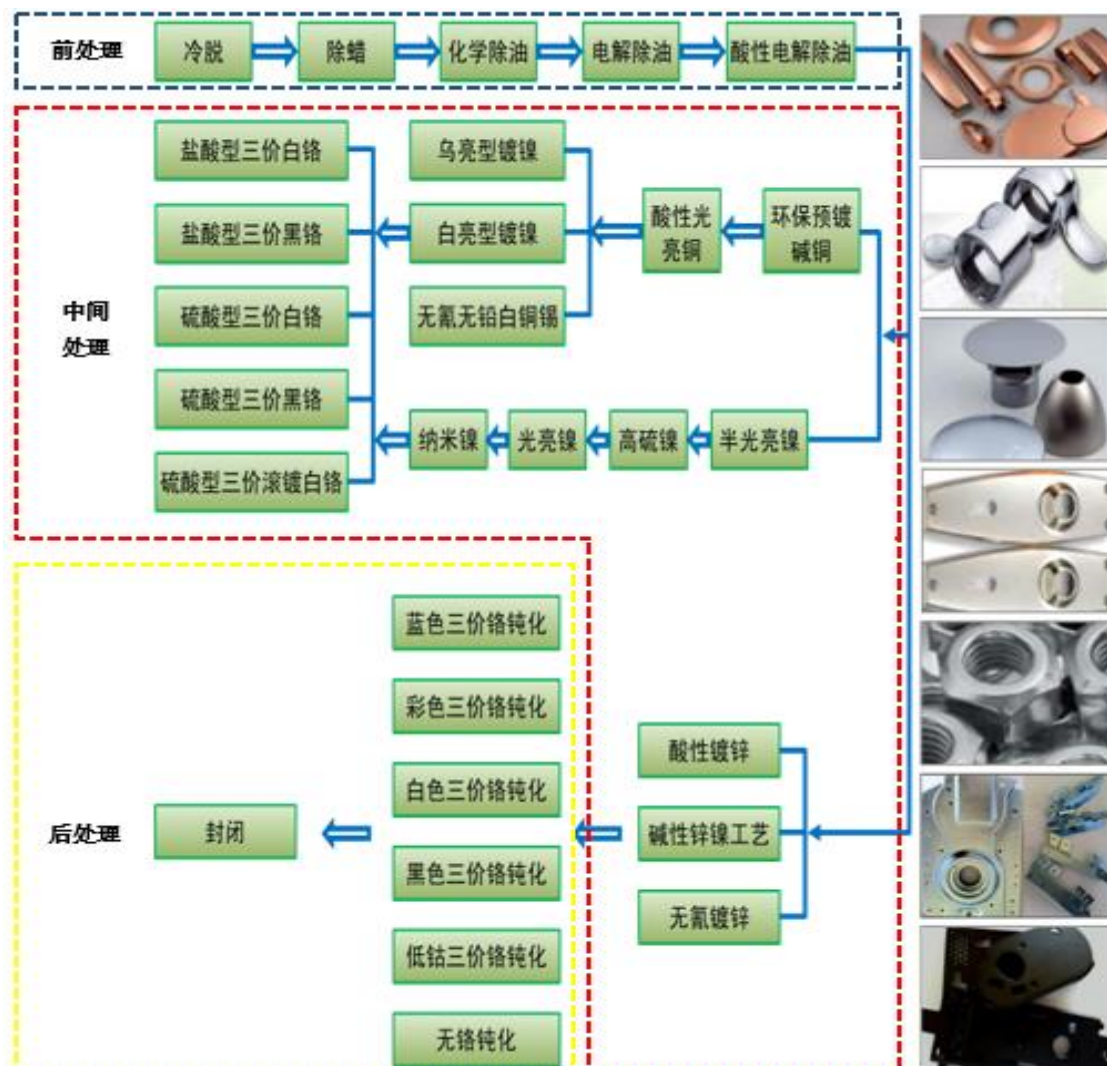 前处理
冷脱
除蜡
化学除油
电解除油
酸性电解除油
中间
处理
盐酸型三价白铬
盐酸型三价黑铬
硫酸型三价白铬
硫酸型三价黑铬
硫酸型三价滚镀白铬
乌亮型镀镍
白亮型镀镍
无氰无铅白铜锡
酸性光
亮铜
环保预镀
碱铜
纳米镍
光亮镍
高硫镍
半光亮镍
后处理
封闭
蓝色三价铬钝化
彩色三价铬钝化
白色三价铬钝化
黑色三价铬钝化
低钴三价铬钝化
无铬钝化
酸性镀锌
碱性锌镍工艺
无氰镀锌